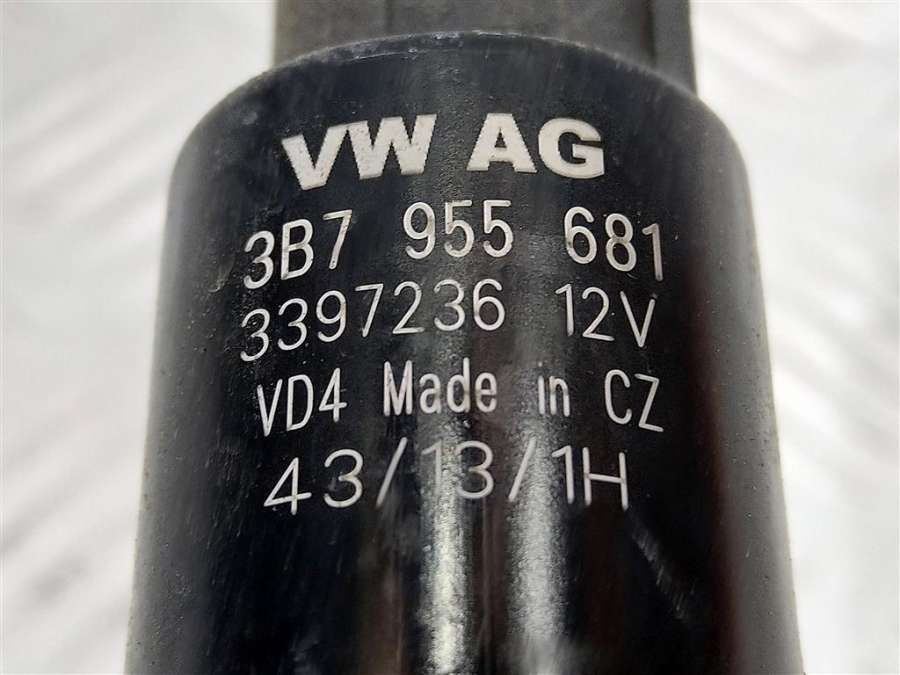 VW AG
3B7 955 681
3397236 12V
VD4 Made in CZ
43/13/1H